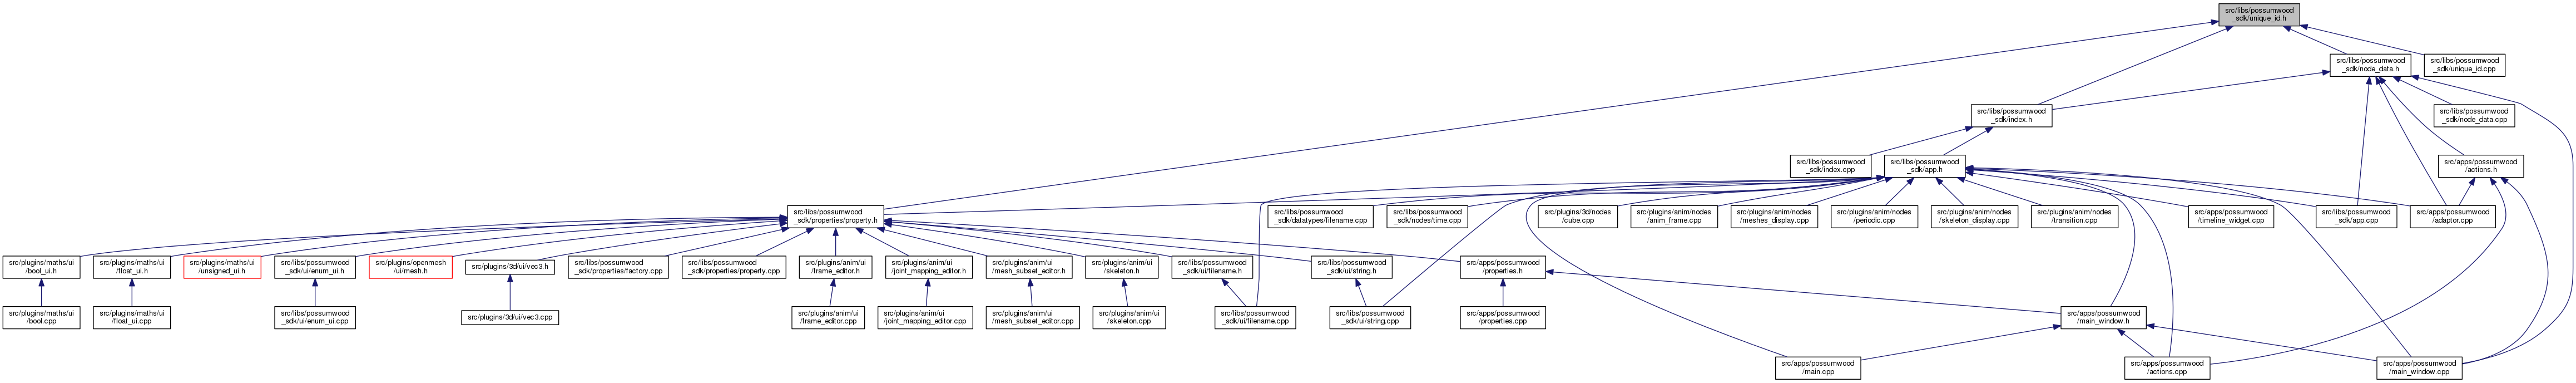 src/libs/possumwood
_sdk/unique_id.h
src/libs/possumwood
_sdk/node_data.h
src/libs/possumwood
_sdk/unique_id.cpp
src/libs/possumwood
_sdk/index.h
src/libs/possumwood
_sdk/node_data.cpp
src/libs/possumwood
_sdk/index.cpp
src/libs/possumwood
_sdk/app.h
src/apps/possumwood
/actions.h
src/libs/possumwood
_sdk/properties/property.h
src/libs/possumwood
_sdk/datatypes/filename.cpp
src/libs/possumwood
_sdk/nodes/time.cpp
src/plugins/3d/nodes
/cube.cpp
src/plugins/anim/nodes
/anim_frame.cpp
src/plugins/anim/nodes
/meshes_display.cpp
src/plugins/anim/nodes
/periodic.cpp
src/plugins/anim/nodes
/skeleton_display.cpp
src/plugins/anim/nodes
/transition.cpp
src/apps/possumwood
/timeline_widget.cpp
src/libs/possumwood
_sdk/app.cpp
src/apps/possumwood
/adaptor.cpp
src/plugins/maths/ui
/bool_ui.h
src/plugins/maths/ui
/float_ui.h
src/plugins/maths/ui
/unsigned_ui.h
src/libs/possumwood
_sdk/ui/enum_ui.h
src/plugins/openmesh
/ui/mesh.h
src/plugins/3d/ui/vec3.h
src/libs/possumwood
_sdk/properties/factory.cpp
src/libs/possumwood
_sdk/properties/property.cpp
src/plugins/anim/ui
/frame_editor.h
src/plugins/anim/ui
/joint_mapping_editor.h
src/plugins/anim/ui
/mesh_subset_editor.h
src/plugins/anim/ui
/skeleton.h
src/libs/possumwood
_sdk/ui/filename.h
src/libs/possumwood
_sdk/ui/string.h
src/apps/possumwood
/properties.h
src/plugins/maths/ui
/bool.cpp
src/plugins/maths/ui
/float_ui.cpp
src/libs/possumwood
_sdk/ui/enum_ui.cpp
src/plugins/3d/ui/vec3.cpp
src/plugins/anim/ui
/frame_editor.cpp
src/plugins/anim/ui
/joint_mapping_editor.cpp
src/plugins/anim/ui
/mesh_subset_editor.cpp
src/plugins/anim/ui
/skeleton.cpp
src/libs/possumwood
_sdk/ui/filename.cpp
src/libs/possumwood
_sdk/ui/string.cpp
src/apps/possumwood
/properties.cpp
src/apps/possumwood
/main_window.h
src/apps/possumwood
/main.cpp
src/apps/possumwood
/actions.cpp
src/apps/possumwood
/main_window.cpp